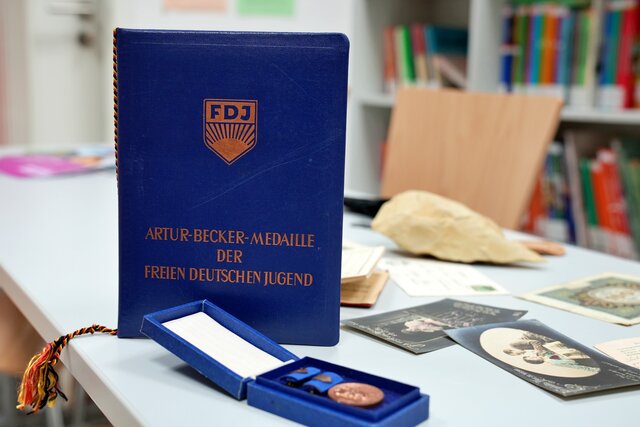 FDJ
ARTUR-BECKER-MEDAILLE
DER
FREIEN DEUTSCHEN JUGEND